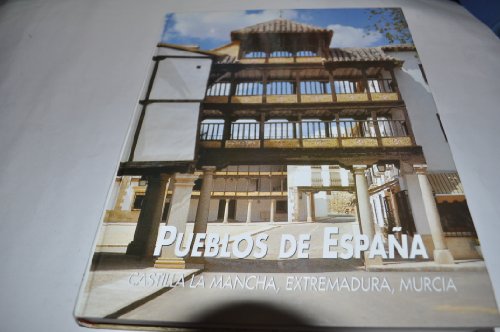 PUEBLOS DE ESPAÑA
CASTILLA LA MANCHA, EXTREMADURA, MURCIA